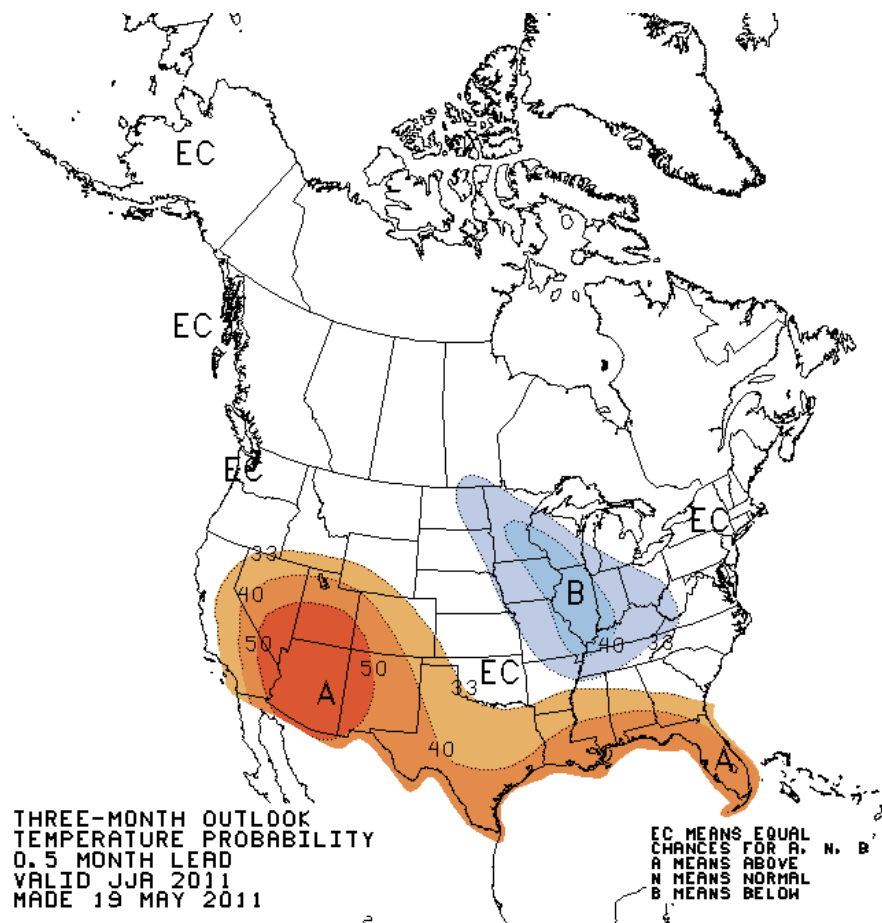 EC
EC
EC
EC
33
40
50
50
A
B
40
33
EC
33
40
A
THREE-MONTH OUTLOOK
TEMPERATURE PROBABILITY
0.5 MONTH LEAD
VALID JJA 2011
MADE 19 MAY 2011
EC MEANS EQUAL
CHANCES FOR A, N, B
A MEANS ABOVE
N MEANS NORMAL
B MEANS BELOW